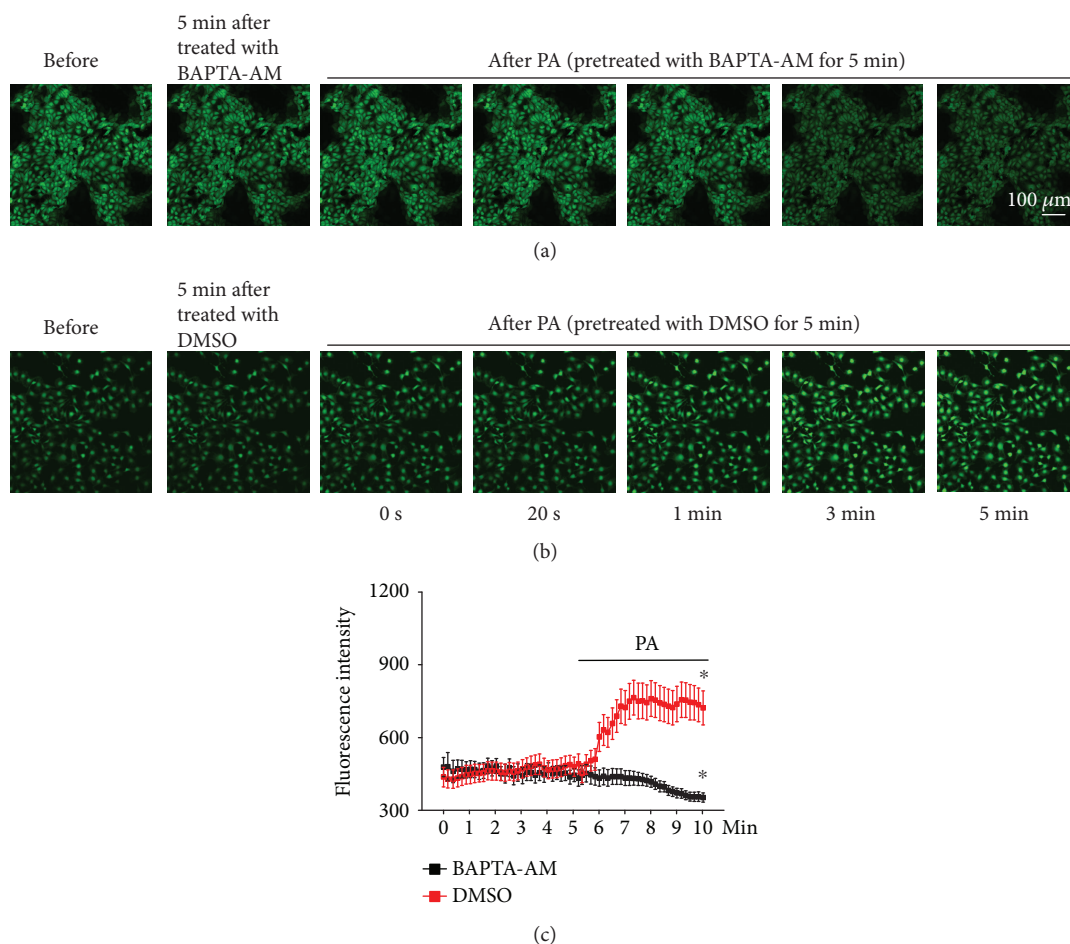 Before
5 min after
treated with
BAPTA-AM
After PA (pretreated with BAPTA-AM for 5 min)
100 μm
(a)
Before
5 min after
treated with
DMSO
After PA (pretreated with DMSO for 5 min)
0 s 20 s 1 min 3 min 5 min
(b)
1200
900
600
300
Fluorescence intensity
PA
*
*
0 1 2 3 4 5 6 7 8 9 10 Min
BAPTA-AM
DMSO
(c)